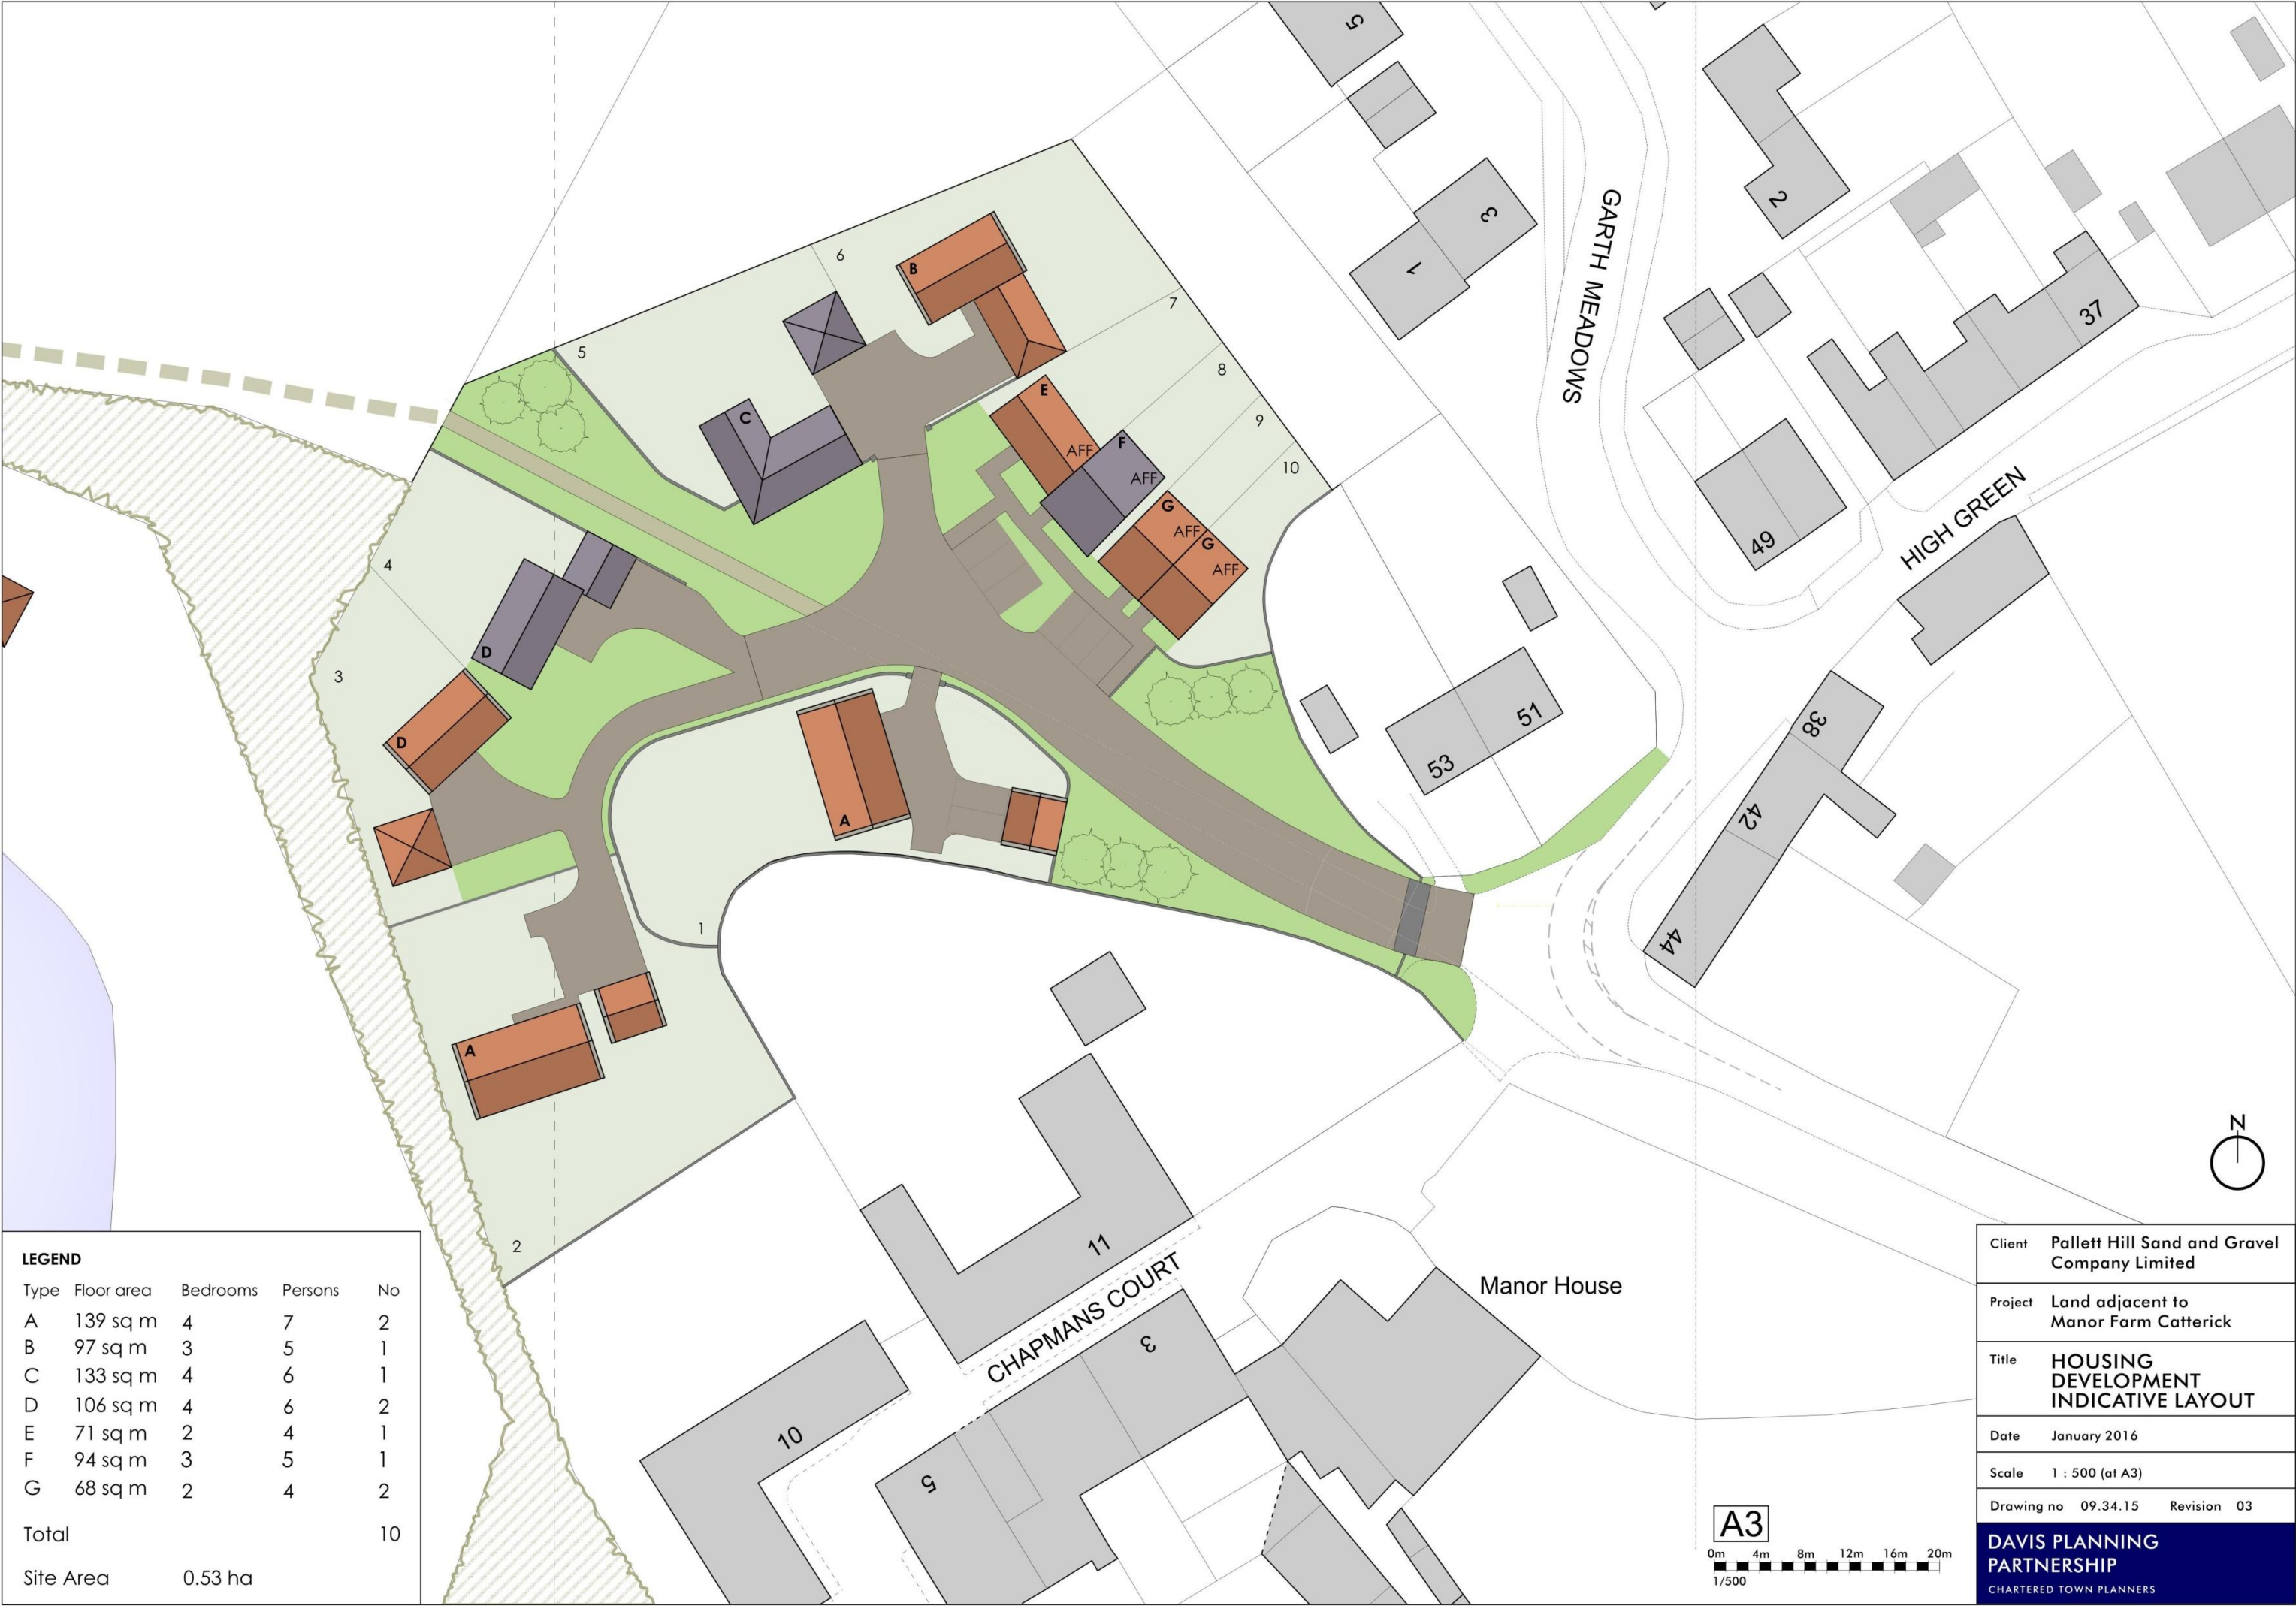 5
3
1
2
GARTH MEADOWS
37
49
HIGH GREEN
51
53
38
42
44
6
B
7
5
8
E
AFF
C
F
AFF
9
10
G
AFF
G
AFF
4
D
3
D
A
1
A
2
11
CHAPMANS COURT
3
10
5
Manor House
N
LEGEND
Type Floor area Bedrooms Persons No
A 139 sq m 4 7 2
B 97 sq m 3 5 1
C 133 sq m 4 6 1
D 106 sq m 4 6 2
E 71 sq m 2 4 1
F 94 sq m 3 5 1
G 68 sq m 2 4 2
Total 10
Site Area 0.53 ha
A3
0m 4m 8m 12m 16m 20m
1/500
Client Pallett Hill Sand and Gravel
Company Limited
Project Land adjacent to
Manor Farm Catterick
Title HOUSING
DEVELOPMENT
INDICATIVE LAYOUT
Date January 2016
Scale 1 : 500 (at A3)
Drawing no 09.34.15 Revision 03
DAVIS PLANNING
PARTNERSHIP
CHARTERED TOWN PLANNERS